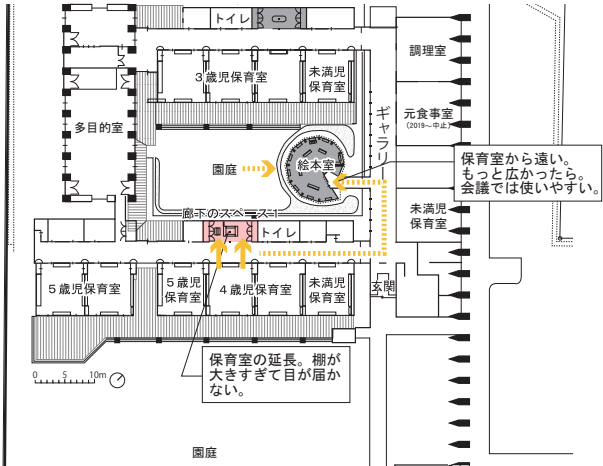 トイレ
調理室
3歳児保育室
未満児
保育室
元食事室
(2019〜中止)
多目的室
ギャラリー
絵本室
園庭
保育室から遠い。
もっと広かったら。
会議では使いやすい。
廊下のスペース1
トイレ
未満児
保育室
5歳児保育室
5歳児
保育室
4歳児保育室
未満児
保育室
玄関
保育室の延長。棚が
大きすぎて目が届か
ない。
0 5 10m
園庭